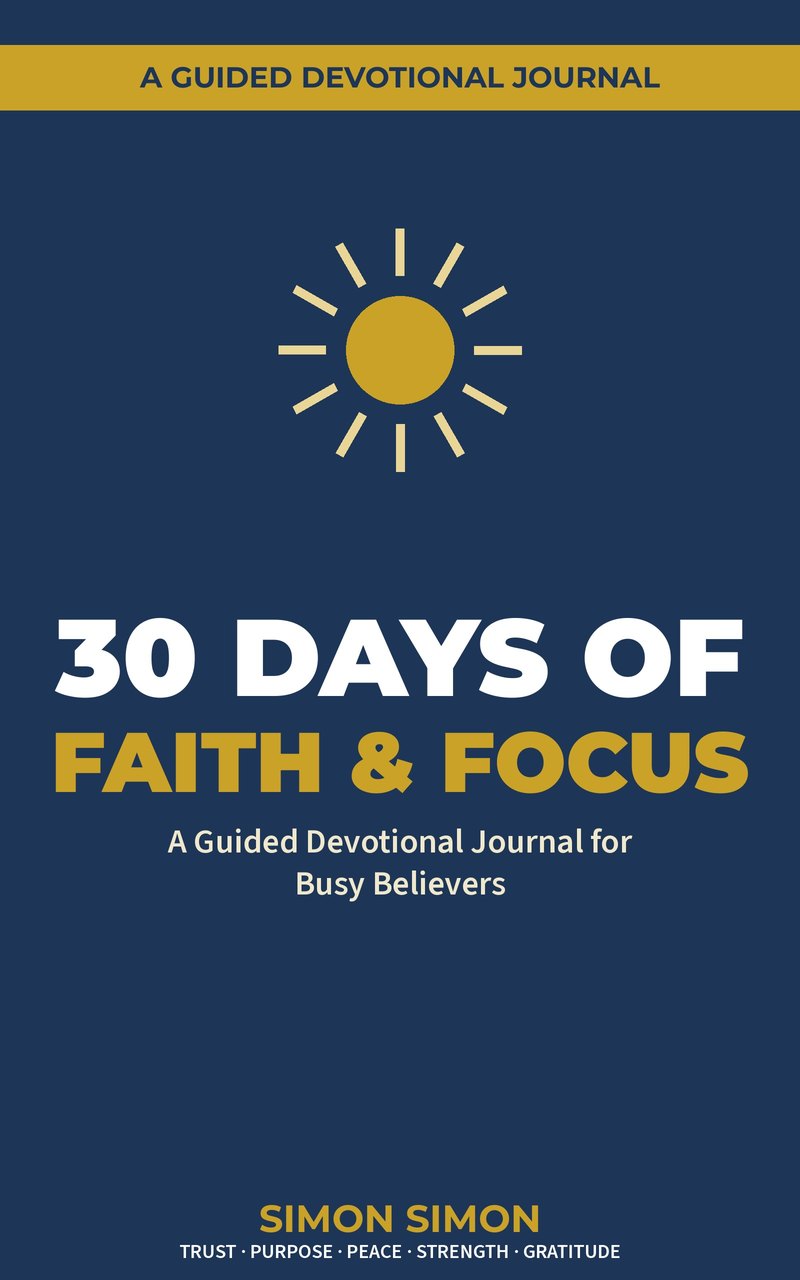 A GUIDED DEVOTIONAL JOURNAL
30 DAYS OF
FAITH & FOCUS
A Guided Devotional Journal for
Busy Believers
SIMON SIMON
TRUST · PURPOSE · PEACE · STRENGTH · GRATITUDE